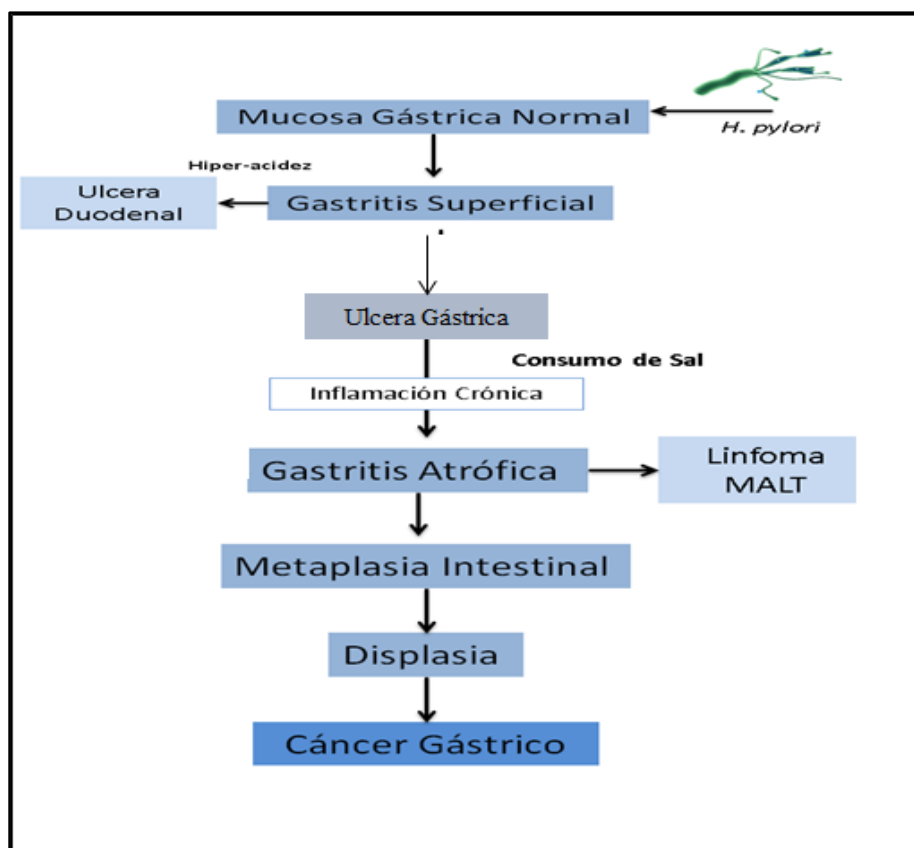 Mucosa Gástrica Normal
H. pylori
Hiper-acidez
Ulcera
Duodenal
Gastritis Superficial
Ulcera Gástrica
Consumo de Sal
Inflamación Crónica
Gastritis Atrófica
Linfoma
MALT
Metaplasia Intestinal
Displasia
Cáncer Gástrico